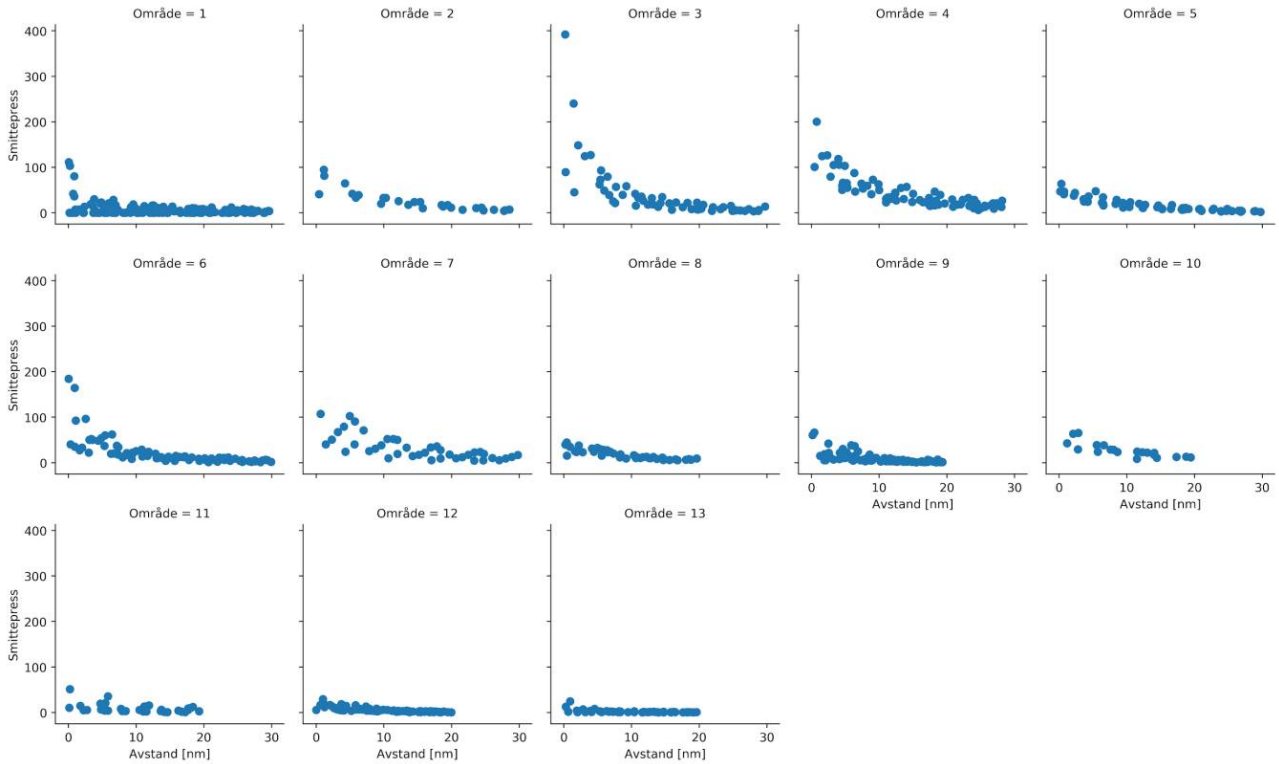 Område = 1
Område = 2
Område = 3
Område = 4
Område = 5
400
300
200
100
0
Smittepress
Område = 6
Område = 7
Område = 8
Område = 9
Område = 10
400
300
200
100
0
Smittepress
0 10 20 30
Avstand [nm]
0 10 20 30
Avstand [nm]
Område = 11
Område = 12
Område = 13
400
300
200
100
0
Smittepress
0 10 20 30
Avstand [nm]
0 10 20 30
Avstand [nm]
0 10 20 30
Avstand [nm]